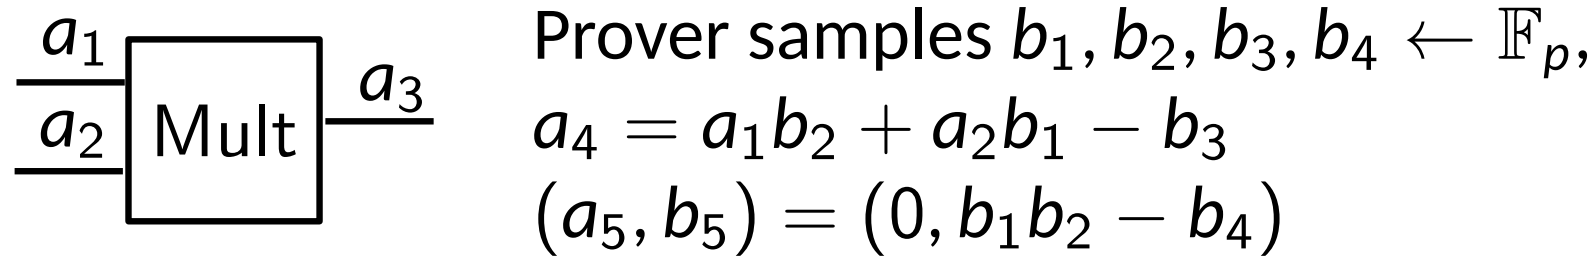 a₁
a₂
Mult
a₃
Prover samples b₁, b₂, b₃, b₄ ← 𝔽ₚ,
a₄ = a₁b₂ + a₂b₁ − b₃
(a₅, b₅) = (0, b₁b₂ − b₄)